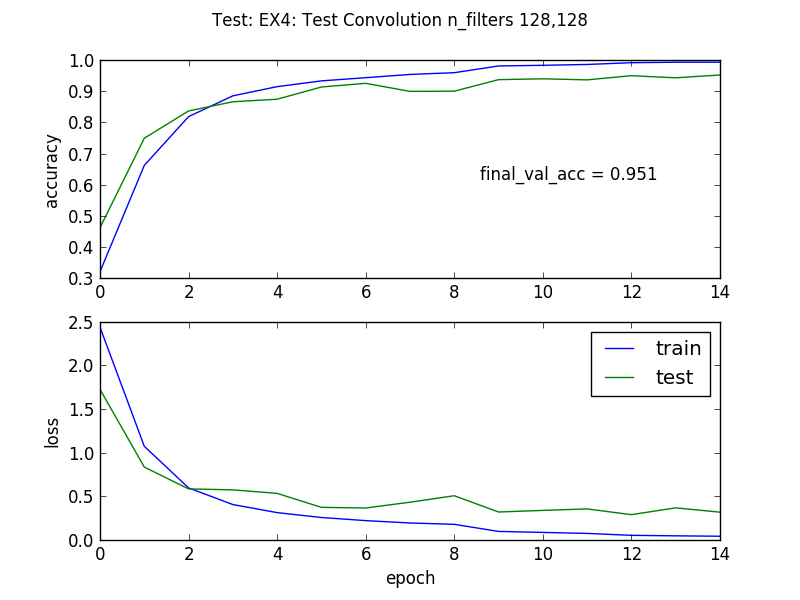 Test: EX4: Test Convolution n_filters 128,128
1.0
0.9
0.8
0.7
0.6
0.5
0.4
0.3
accuracy
final_val_acc = 0.951
0 2 4 6 8 10 12 14
2.5
2.0
1.5
1.0
0.5
0.0
loss
train
test
0 2 4 6 8 10 12 14
epoch